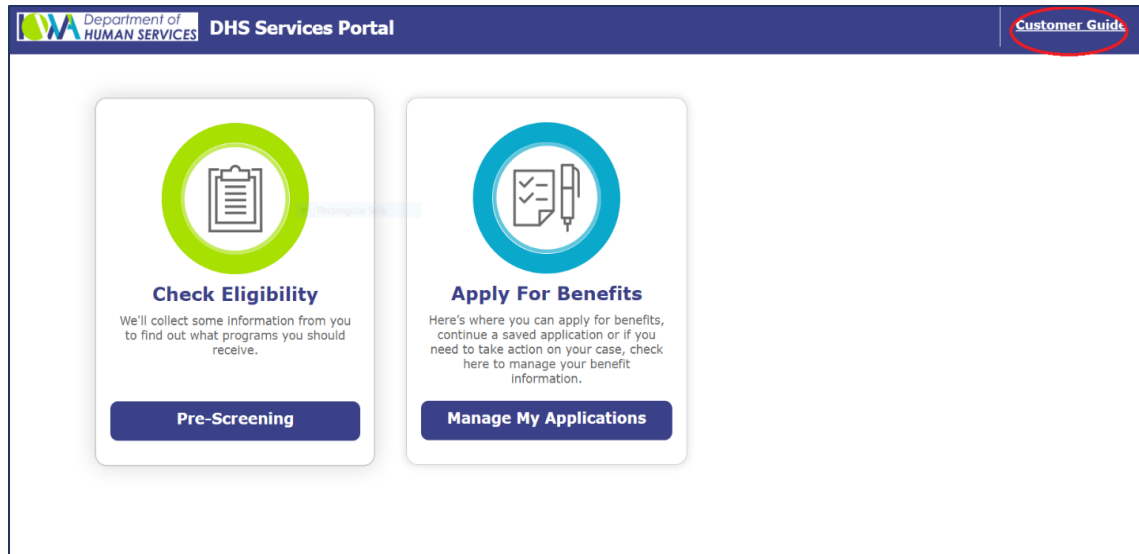 IOWA Department of
HUMAN SERVICES
DHS Services Portal
Customer Guide
Rectangular Snip
Check Eligibility
We'll collect some information from you
to find out what programs you should
receive.
Pre-Screening
Apply For Benefits
Here's where you can apply for benefits,
continue a saved application or if you
need to take action on your case, check
here to manage your benefit
information.
Manage My Applications